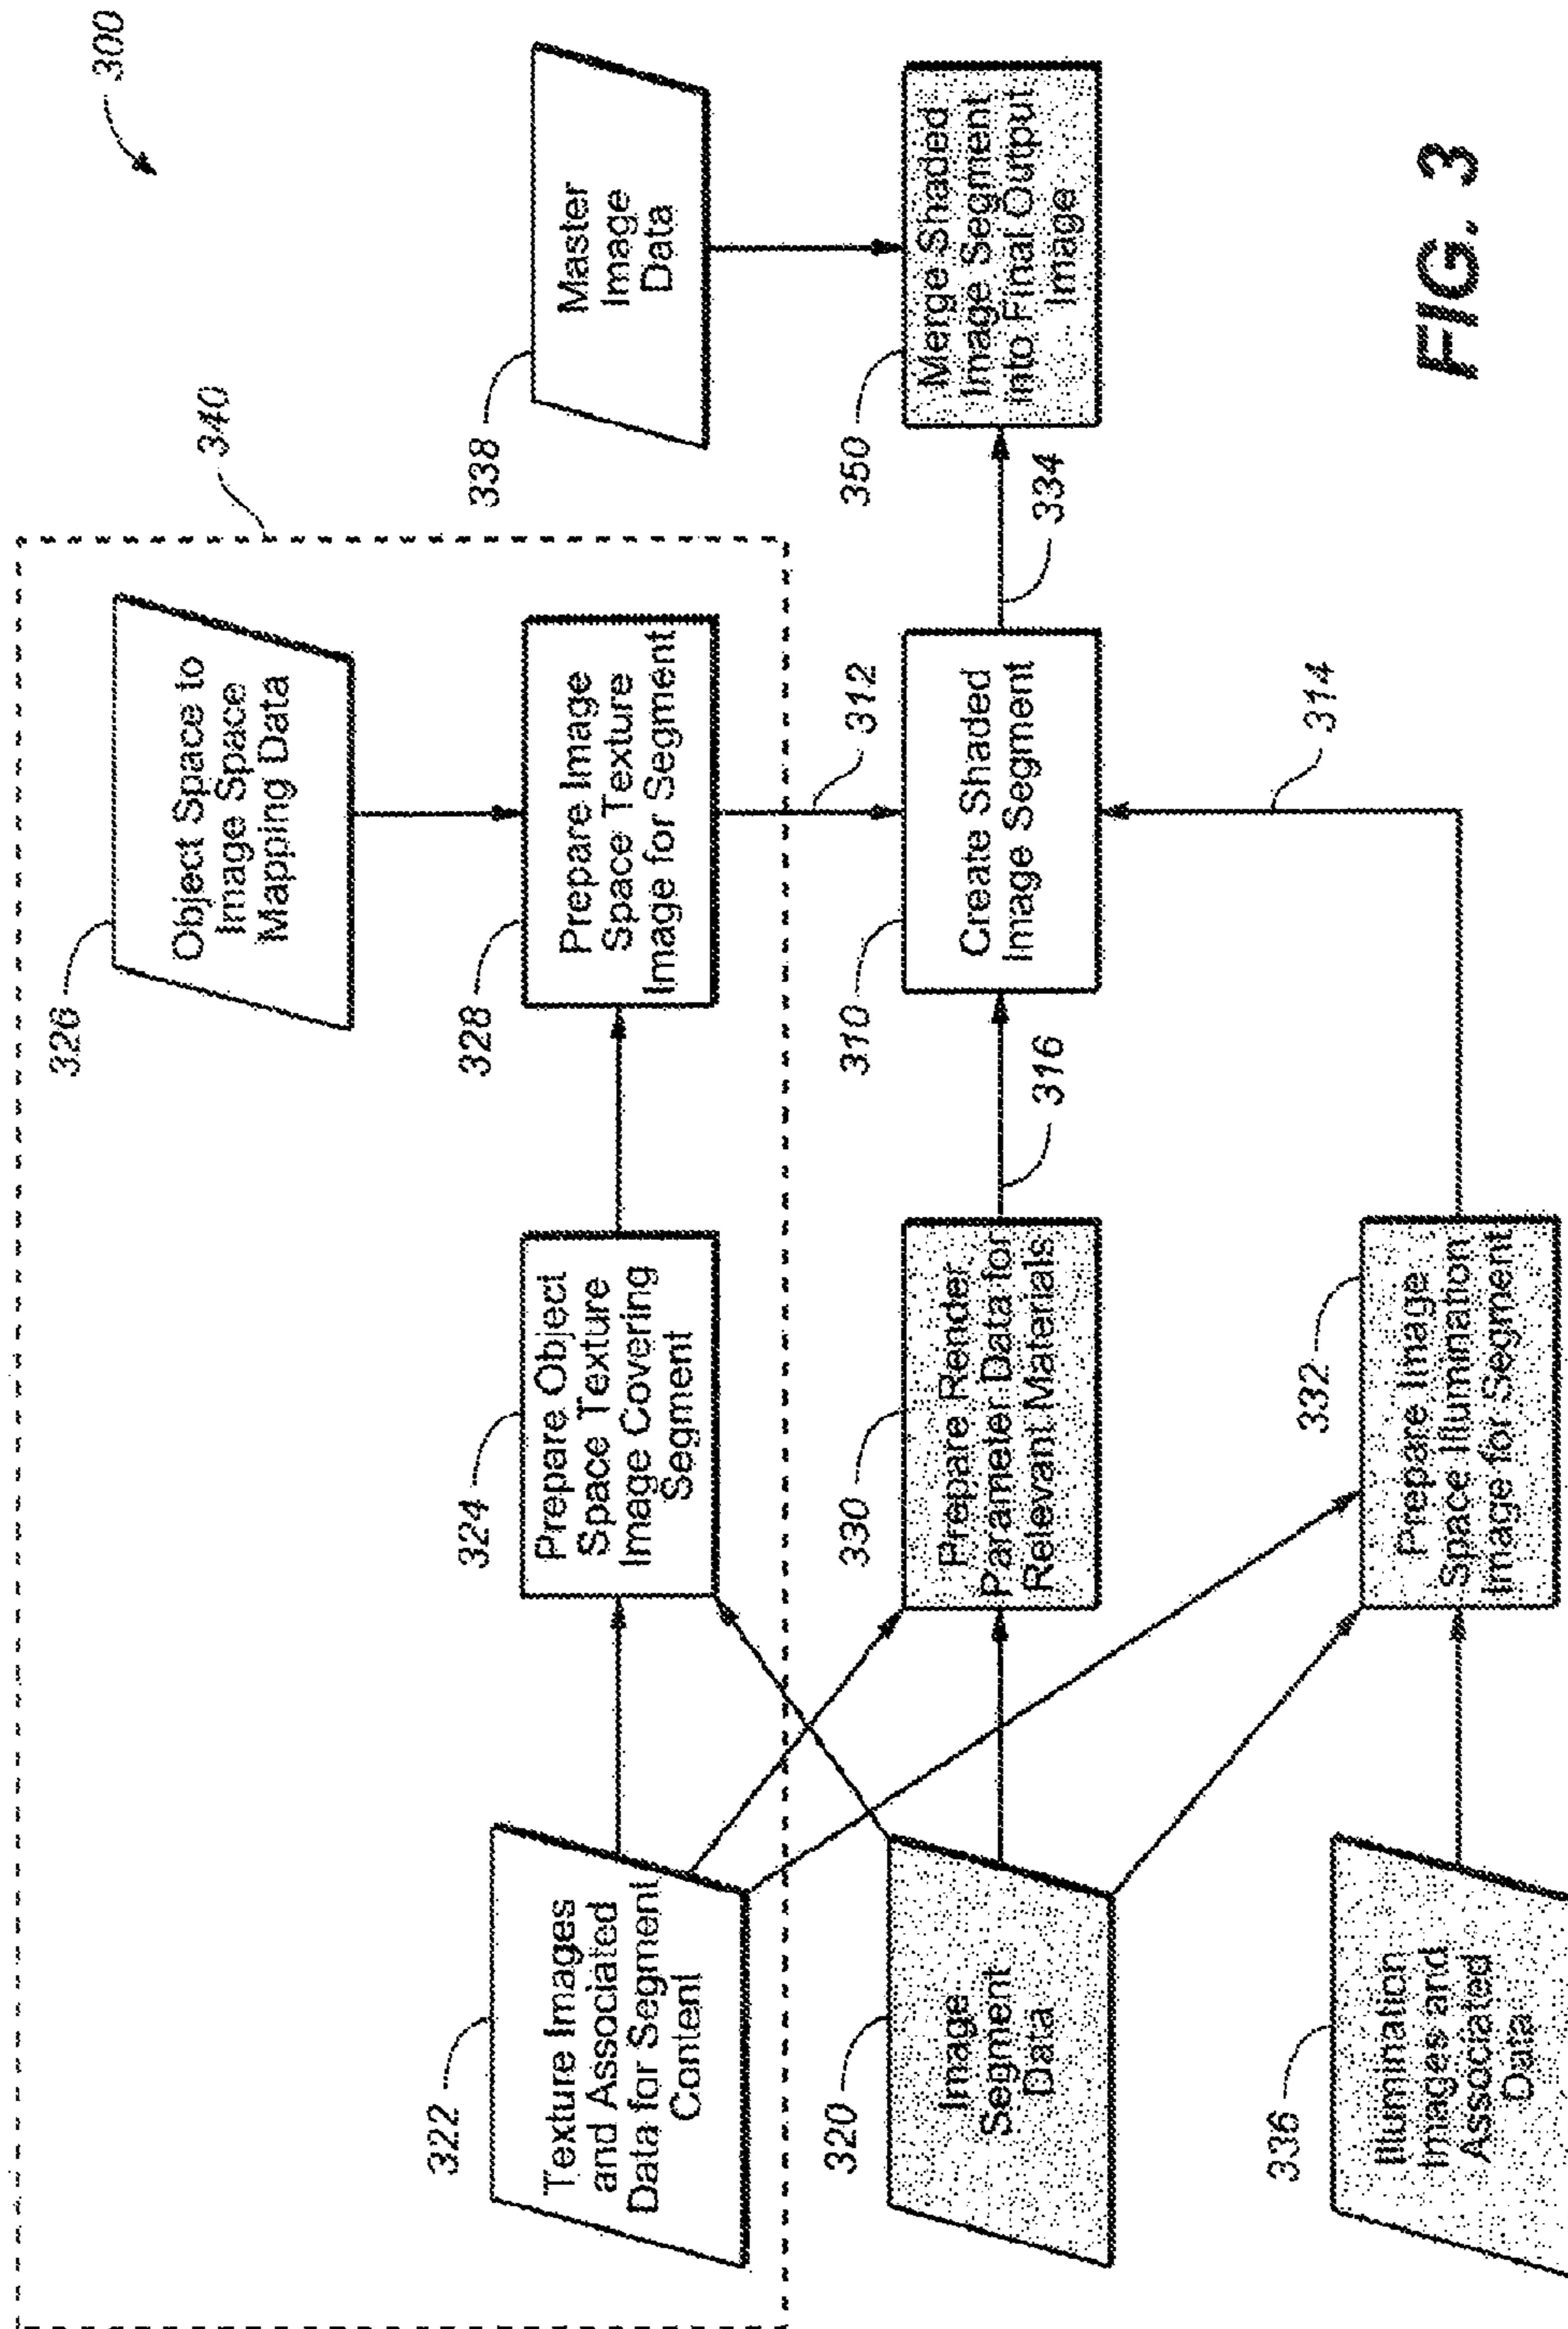 300
340
326
Object Space to
Image Space
Mapping Data
322
Texture Images
and Associated
Data for Segment
Content
324
Prepare Object
Space Texture
Image Covering
Segment
328
Prepare Image
Space Texture
Image for Segment
338
Master
Image
Data
312
320
Image
Segment
Data
330
Prepare Render
Parameter Data for
Relevant Materials
316
310
Create Shaded
Image Segment
334
350
Merge Shaded
Image Segment
into Final Output
Image
314
336
Illumination
Images and
Associated
Data
332
Prepare Image
Space Illumination
Image for Segment
FIG. 3